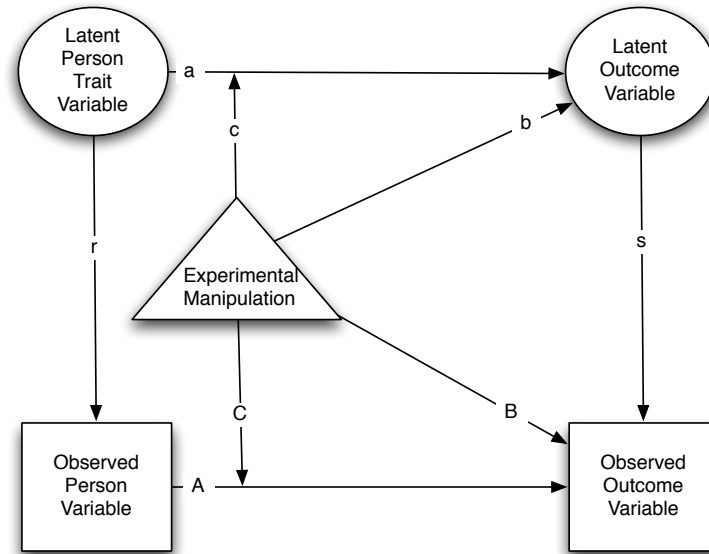 Latent
Person
Trait
Variable
a
Latent
Outcome
Variable
c
b
r
s
Experimental
Manipulation
C
B
Observed
Person
Variable
A
Observed
Outcome
Variable